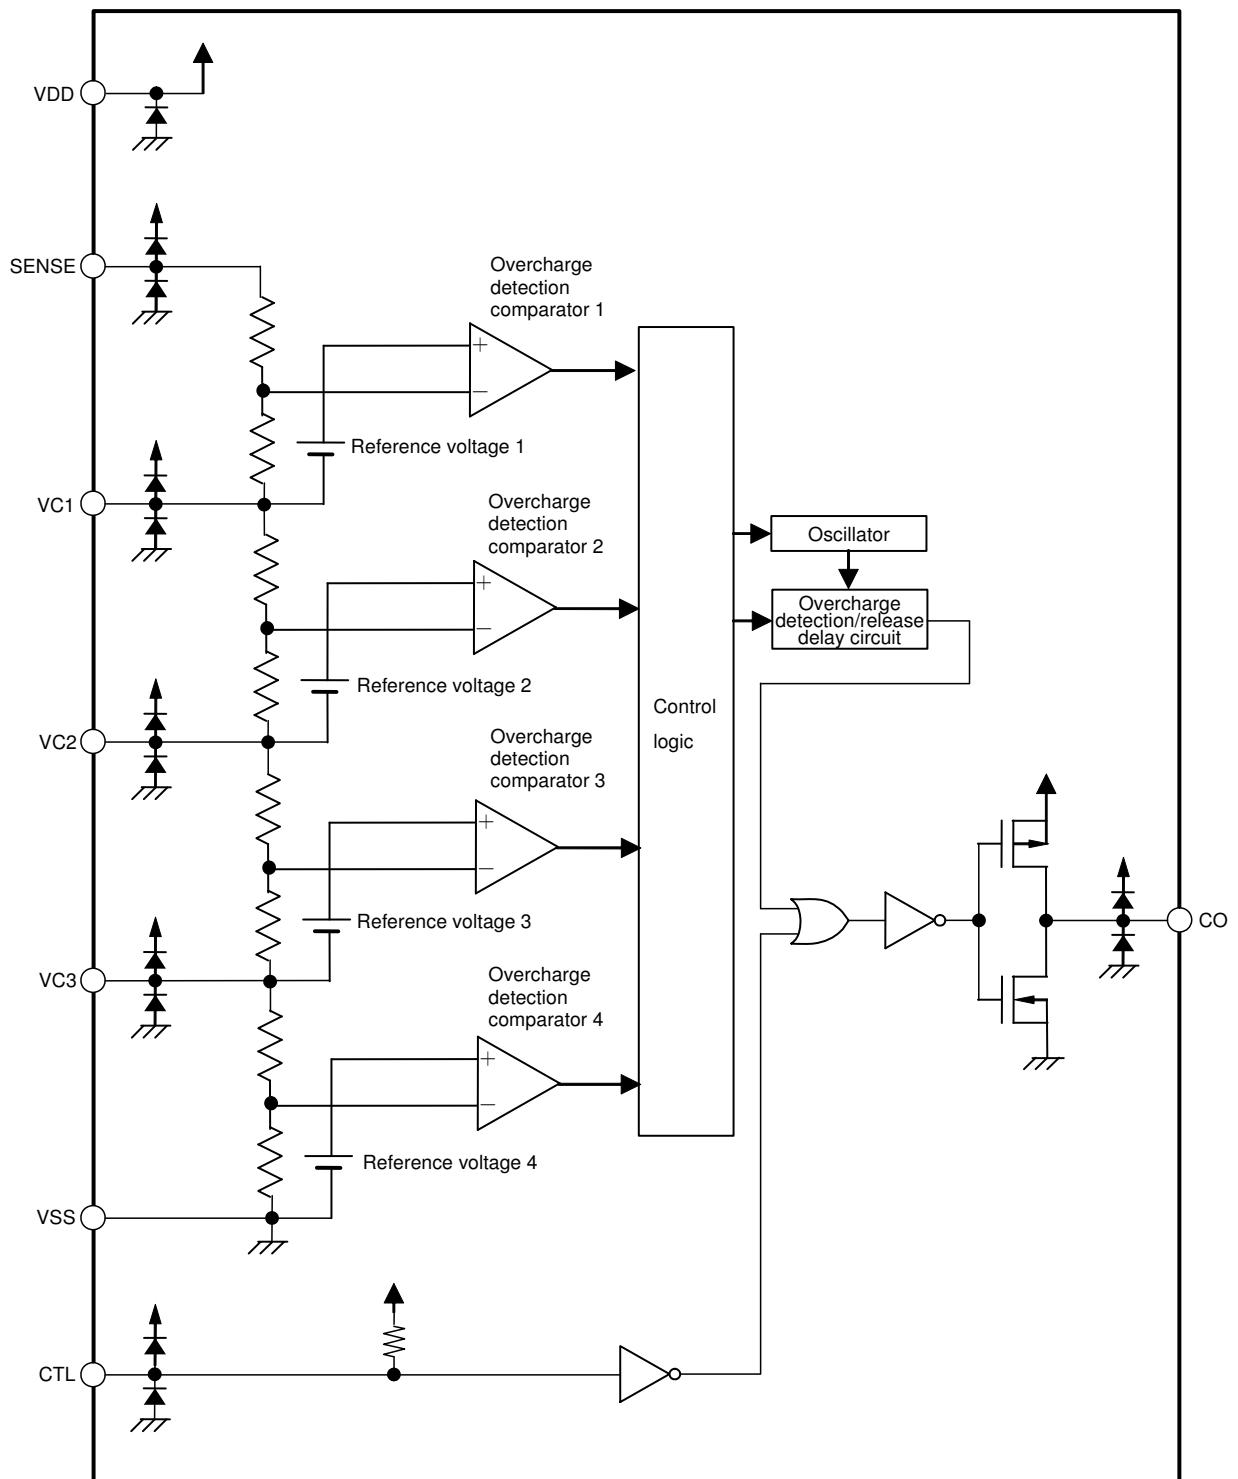 VDD
SENSE
Overcharge
detection
comparator 1
+
−
Reference voltage 1
VC1
Overcharge
detection
comparator 2
+
−
Oscillator
Overcharge
detection/release
delay circuit
Reference voltage 2
Control
logic
VC2
Overcharge
detection
comparator 3
+
−
Reference voltage 3
CO
VC3
Overcharge
detection
comparator 4
+
−
Reference voltage 4
VSS
CTL